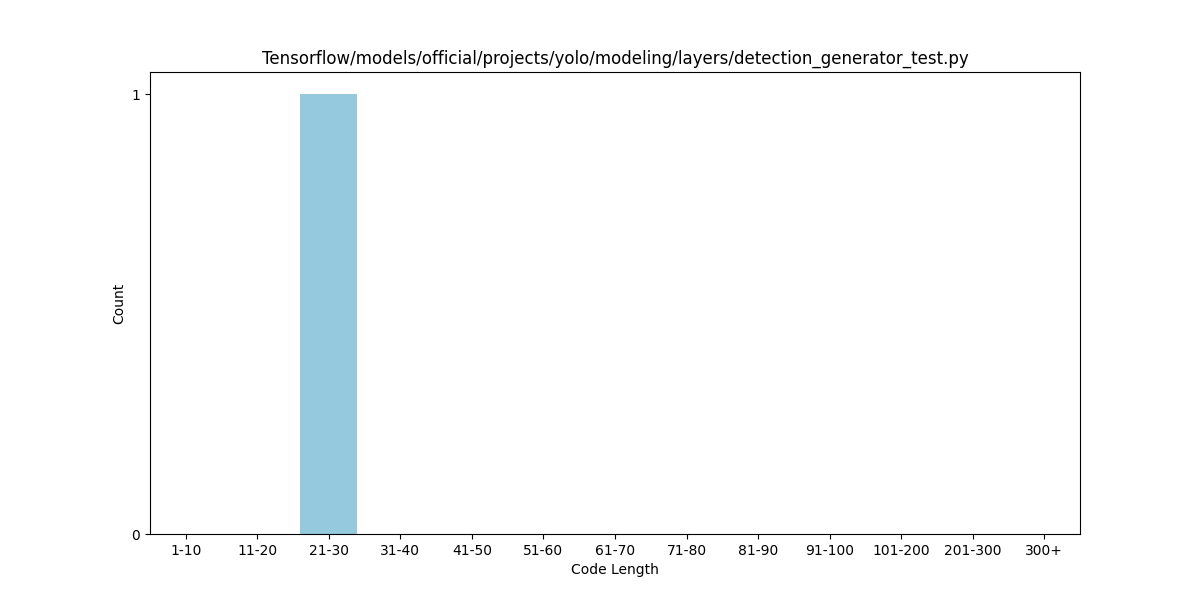 Tensorflow/models/official/projects/yolo/modeling/layers/detection_generator_test.py
1
Count
0
1-10 11-20 21-30 31-40 41-50 51-60 61-70 71-80 81-90 91-100 101-200 201-300 300+
Code Length